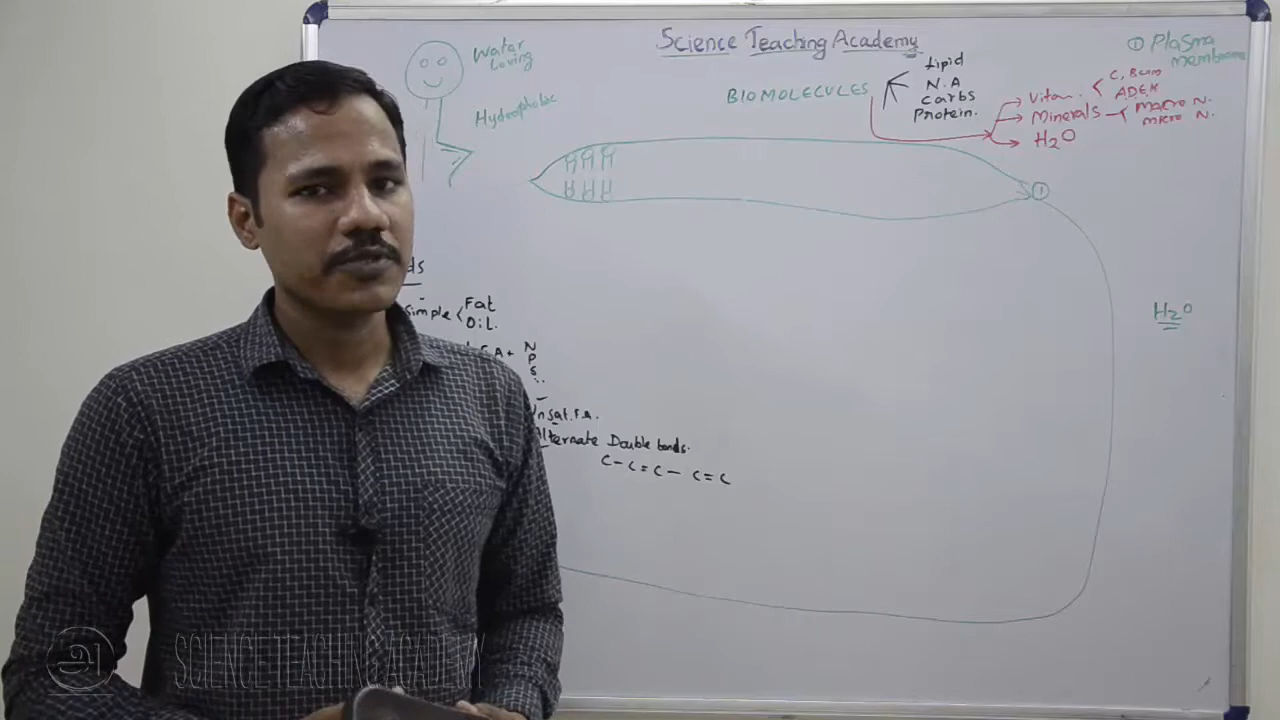 Science Teaching Academy
① Plasma
membrane
Water
Loving
Hydrophobic
BIOMOLECULES
Lipid
N.A
Carbs
Protein.
Vitam.
ADEK
Minerals
Macro N.
micro N.
H2O
①
H2O
ds
Simple
Fat
OiL.
F.A+
N
P
S
Unsat.F.A.
Alternate Double bonds.
C-C=C-C=C
SCIENCE TEACHING ACADEMY